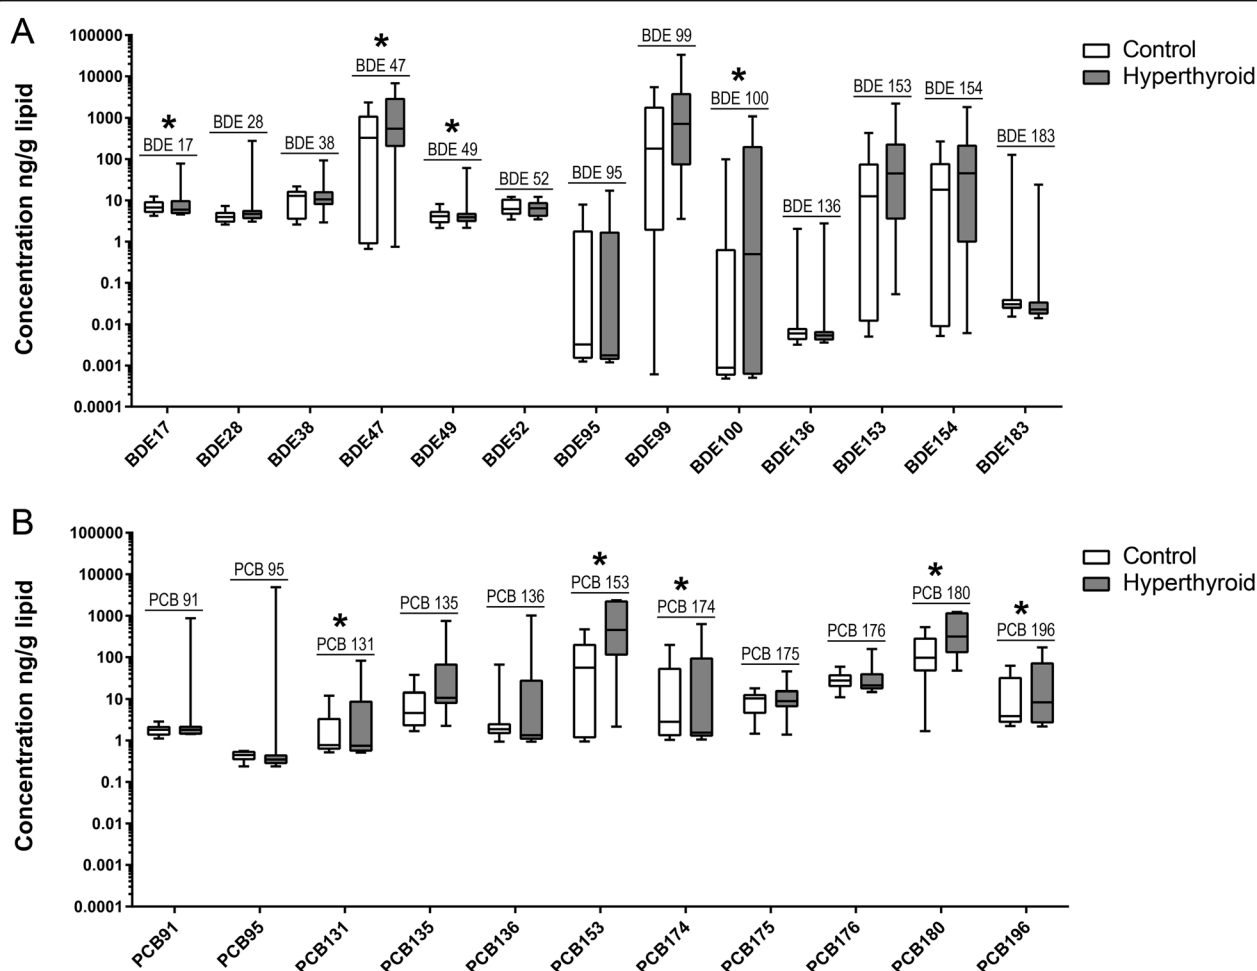 A
Concentration ng/g lipid
100000
10000
1000
100
10
1
0.1
0.01
0.001
0.0001
BDE 17
*
BDE 28
BDE 38
BDE 47
*
BDE 49
*
BDE 52
BDE 95
BDE 99
BDE 100
*
BDE 136
BDE 153
BDE 154
BDE 183
Control
Hyperthyroid
BDE17
BDE28
BDE38
BDE47
BDE49
BDE52
BDE95
BDE99
BDE100
BDE136
BDE153
BDE154
BDE183
B
Concentration ng/g lipid
100000
10000
1000
100
10
1
0.1
0.01
0.001
0.0001
PCB 91
PCB 95
*
PCB 131
PCB 135
PCB 136
*
PCB 153
*
PCB 174
PCB 175
PCB 176
*
PCB 180
*
PCB 196
Control
Hyperthyroid
PCB91
PCB95
PCB131
PCB135
PCB136
PCB153
PCB174
PCB175
PCB176
PCB180
PCB196